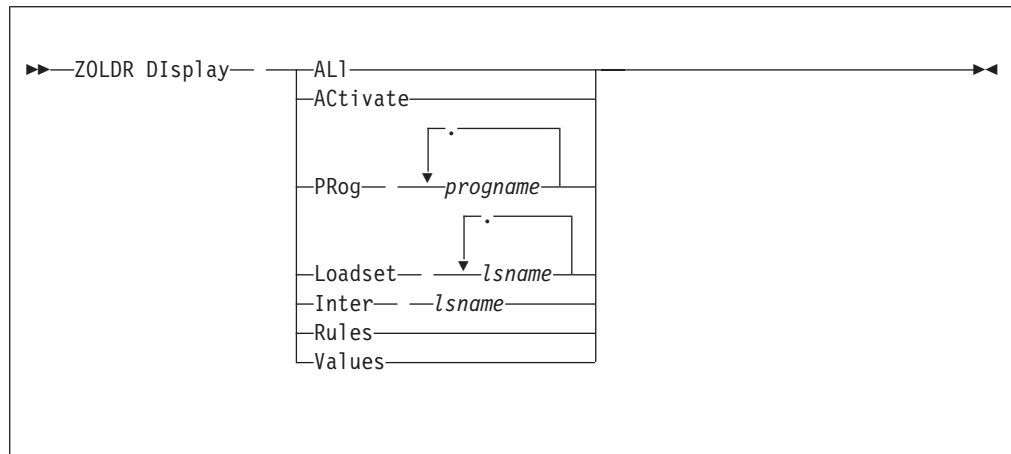 ZOLDR DIsplay ALl
ACtivate
.
PRog progname
.
Loadset lsname
Inter lsname
Rules
Values